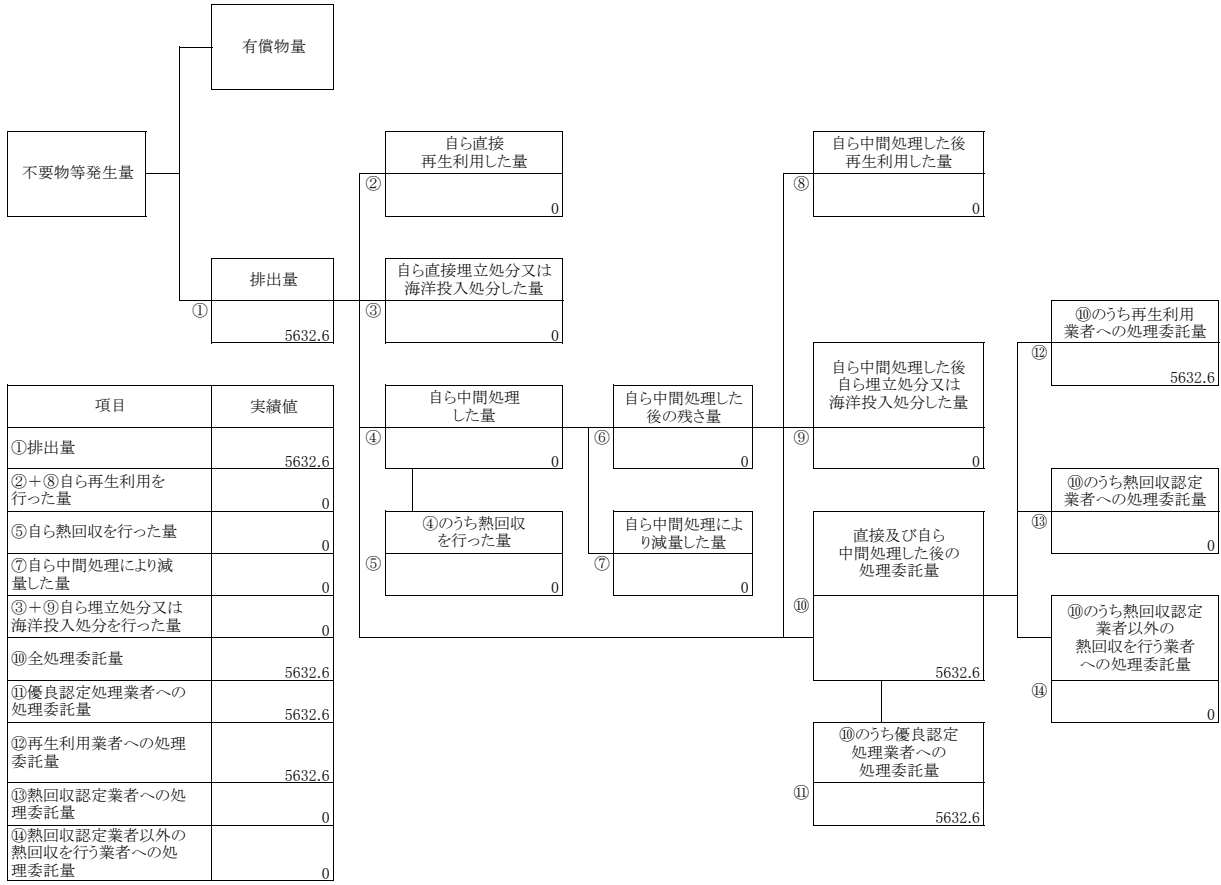 有償物量
不要物等発生量
自ら直接
再生利用した量
②
0
自ら中間処理した後
再生利用した量
⑧
0
排出量
①
5632.6
自ら直接埋立処分又は
海洋投入処分した量
③
0
⑩のうち再生利用
業者への処理委託量
⑫
5632.6
自ら中間処理
した量
④
0
自ら中間処理した
後の残さ量
⑥
0
自ら中間処理した後
自ら埋立処分又は
海洋投入処分した量
⑨
0
⑩のうち熱回収認定
業者への処理委託量
⑬
0
④のうち熱回収
を行った量
⑤
0
自ら中間処理によ
り減量した量
⑦
0
直接及び自ら
中間処理した後の
処理委託量
⑩
5632.6
⑩のうち熱回収認定
業者以外の
熱回収を行う業者
への処理委託量
⑭
0
⑩のうち優良認定
処理業者への
処理委託量
⑪
5632.6
項目 実績値
①排出量
5632.6
②+⑧自ら再生利用を
行った量
0
⑤自ら熱回収を行った量
0
⑦自ら中間処理により減
量した量
0
③+⑨自ら埋立処分又は
海洋投入処分を行った量
0
⑩全処理委託量
5632.6
⑪優良認定処理業者への
処理委託量
5632.6
⑫再生利用業者への処理
委託量
5632.6
⑬熱回収認定業者への処
理委託量
0
⑭熱回収認定業者以外の
熱回収を行う業者への処
理委託量
0